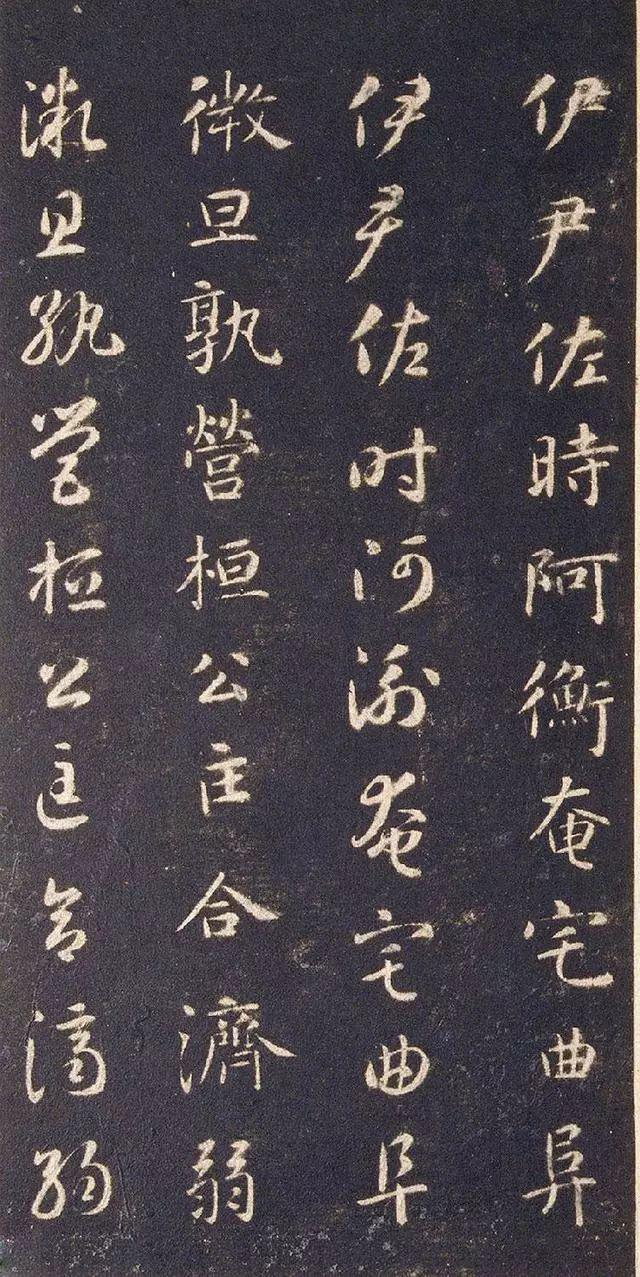 伊尹佐時阿衡奄宅曲阜
伊尹佐时阿衡奄宅曲阜
微旦孰營桓公匡合濟弱
微旦孰营桓公匡合济弱